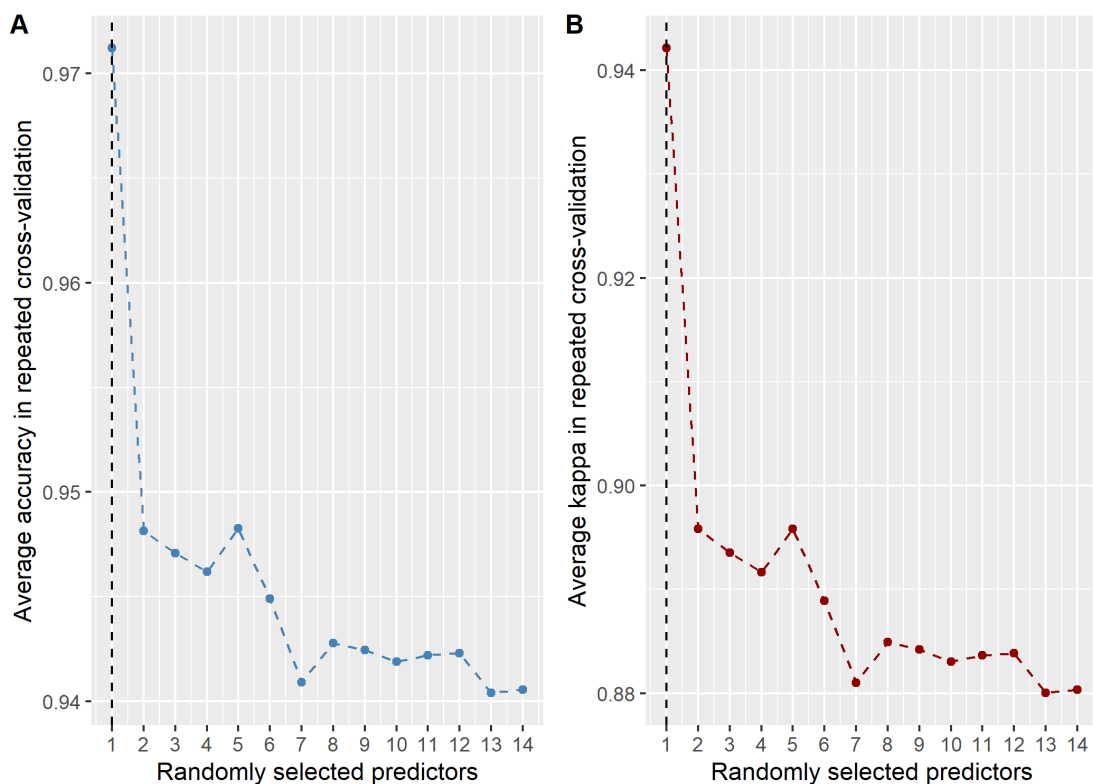 A
Average accuracy in repeated cross-validation
0.97
0.96
0.95
0.94
1 2 3 4 5 6 7 8 9 10 11 12 13 14
Randomly selected predictors
B
Average kappa in repeated cross-validation
0.94
0.92
0.90
0.88
1 2 3 4 5 6 7 8 9 10 11 12 13 14
Randomly selected predictors